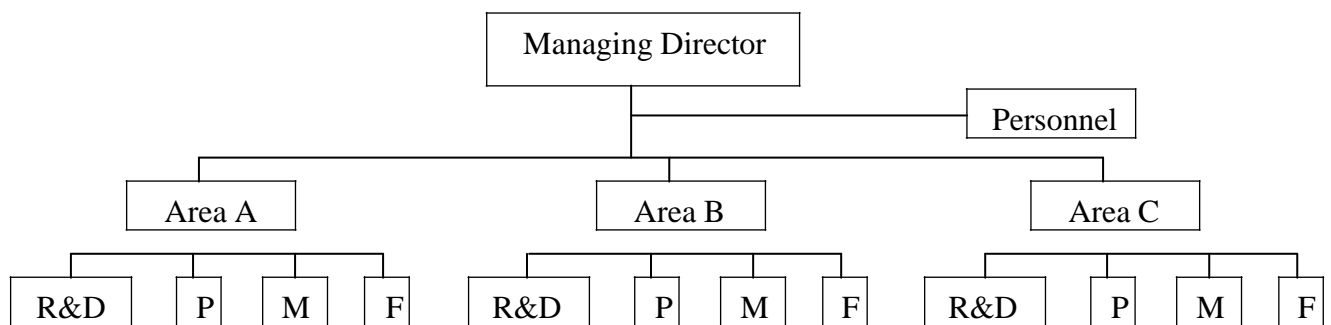 Managing Director
Personnel
Area A Area B Area C
R&D P M F R&D P M F R&D P M F